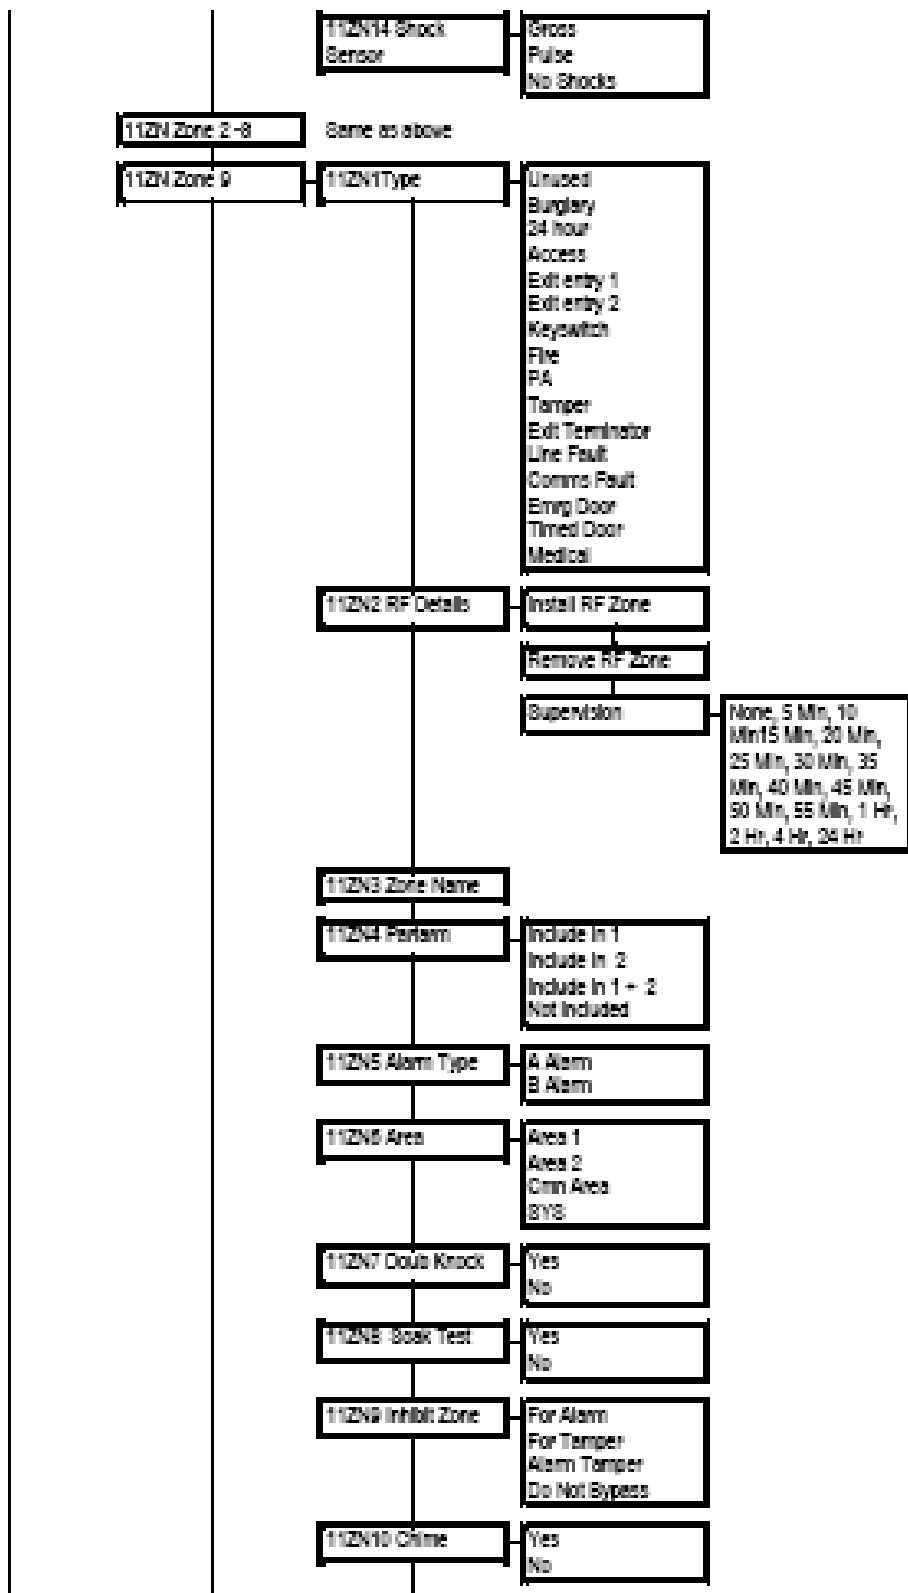 11ZN14 Shock
Sensor
Gross
Pulse
No Shocks
11ZN Zone 2 -8
Same as above
11ZN Zone 9
11ZN1Type
Unused
Burglary
24 hour
Access
Exit entry 1
Exit entry 2
Keyswitch
Fire
PA
Tamper
Exit Terminator
Line Fault
Comms Fault
Emrg Door
Timed Door
Medical
11ZN2 RF Details
Install RF Zone
Remove RF Zone
Supervision
None, 5 Min, 10
Min15 Min, 20 Min,
25 Min, 30 Min, 35
Min, 40 Min, 45 Min,
50 Min, 55 Min, 1 Hr,
2 Hr, 4 Hr, 24 Hr
11ZN3 Zone Name
11ZN4 Partarm
Include in 1
Include in 2
Include in 1 + 2
Not Included
11ZN5 Alarm Type
A Alarm
B Alarm
11ZN6 Area
Area 1
Area 2
Cmn Area
SYS
11ZN7 Doub Knock
Yes
No
11ZN8 Soak Test
Yes
No
11ZN9 Inhibit Zone
For Alarm
For Tamper
Alarm Tamper
Do Not Bypass
11ZN10 Chime
Yes
No